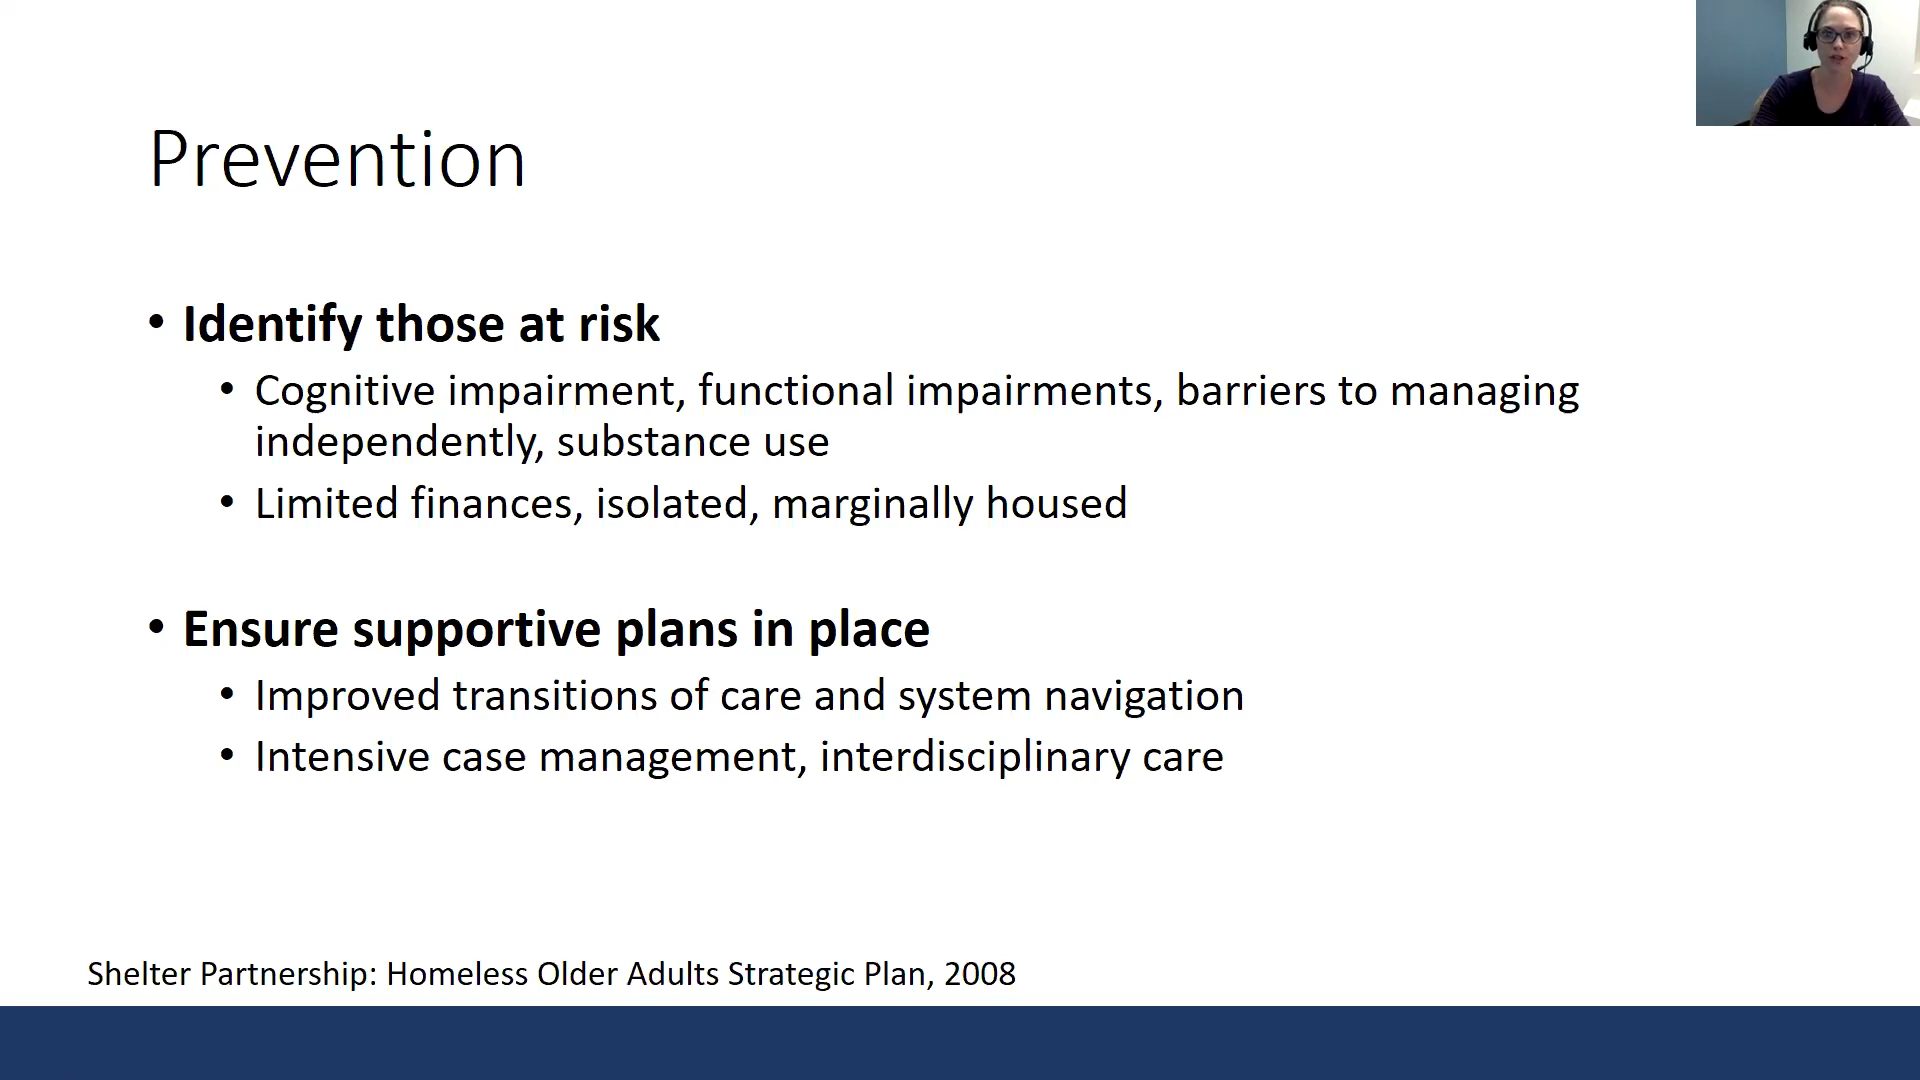 Prevention
• Identify those at risk
• Cognitive impairment, functional impairments, barriers to managing
independently, substance use
• Limited finances, isolated, marginally housed
• Ensure supportive plans in place
• Improved transitions of care and system navigation
• Intensive case management, interdisciplinary care
Shelter Partnership: Homeless Older Adults Strategic Plan, 2008